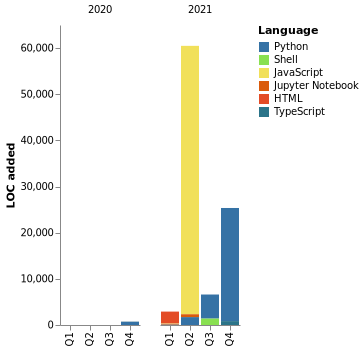 2020 2021
Language
Python
Shell
JavaScript
Jupyter Notebook
HTML
TypeScript
LOC added
60,000
50,000
40,000
30,000
20,000
10,000
0
Q1 Q2 Q3 Q4 Q1 Q2 Q3 Q4